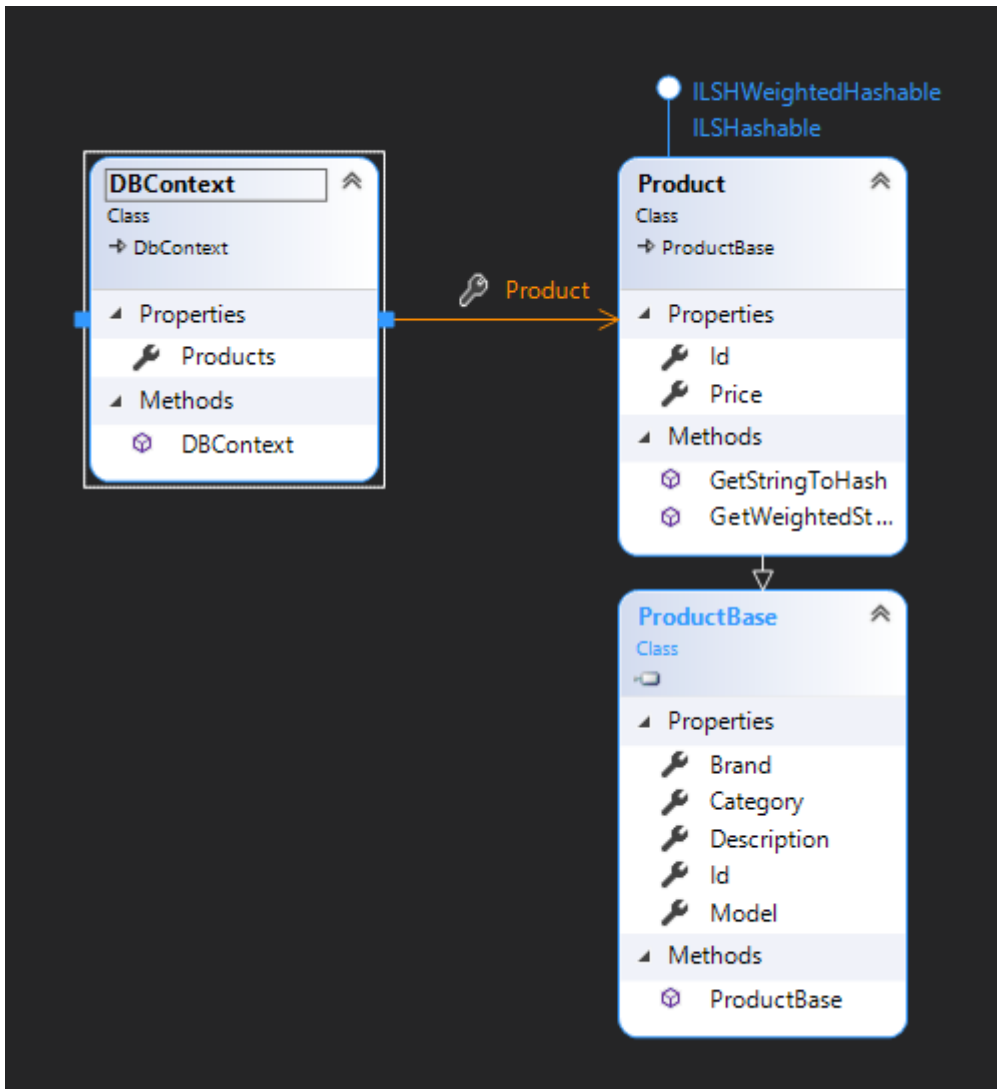 ILSHWeightedHashable
ILSHashable
DBContext
Class
DbContext
Properties
Products
Methods
DBContext
Product
Product
Class
ProductBase
Properties
Id
Price
Methods
GetStringToHash
GetWeightedSt...
ProductBase
Class
Properties
Brand
Category
Description
Id
Model
Methods
ProductBase